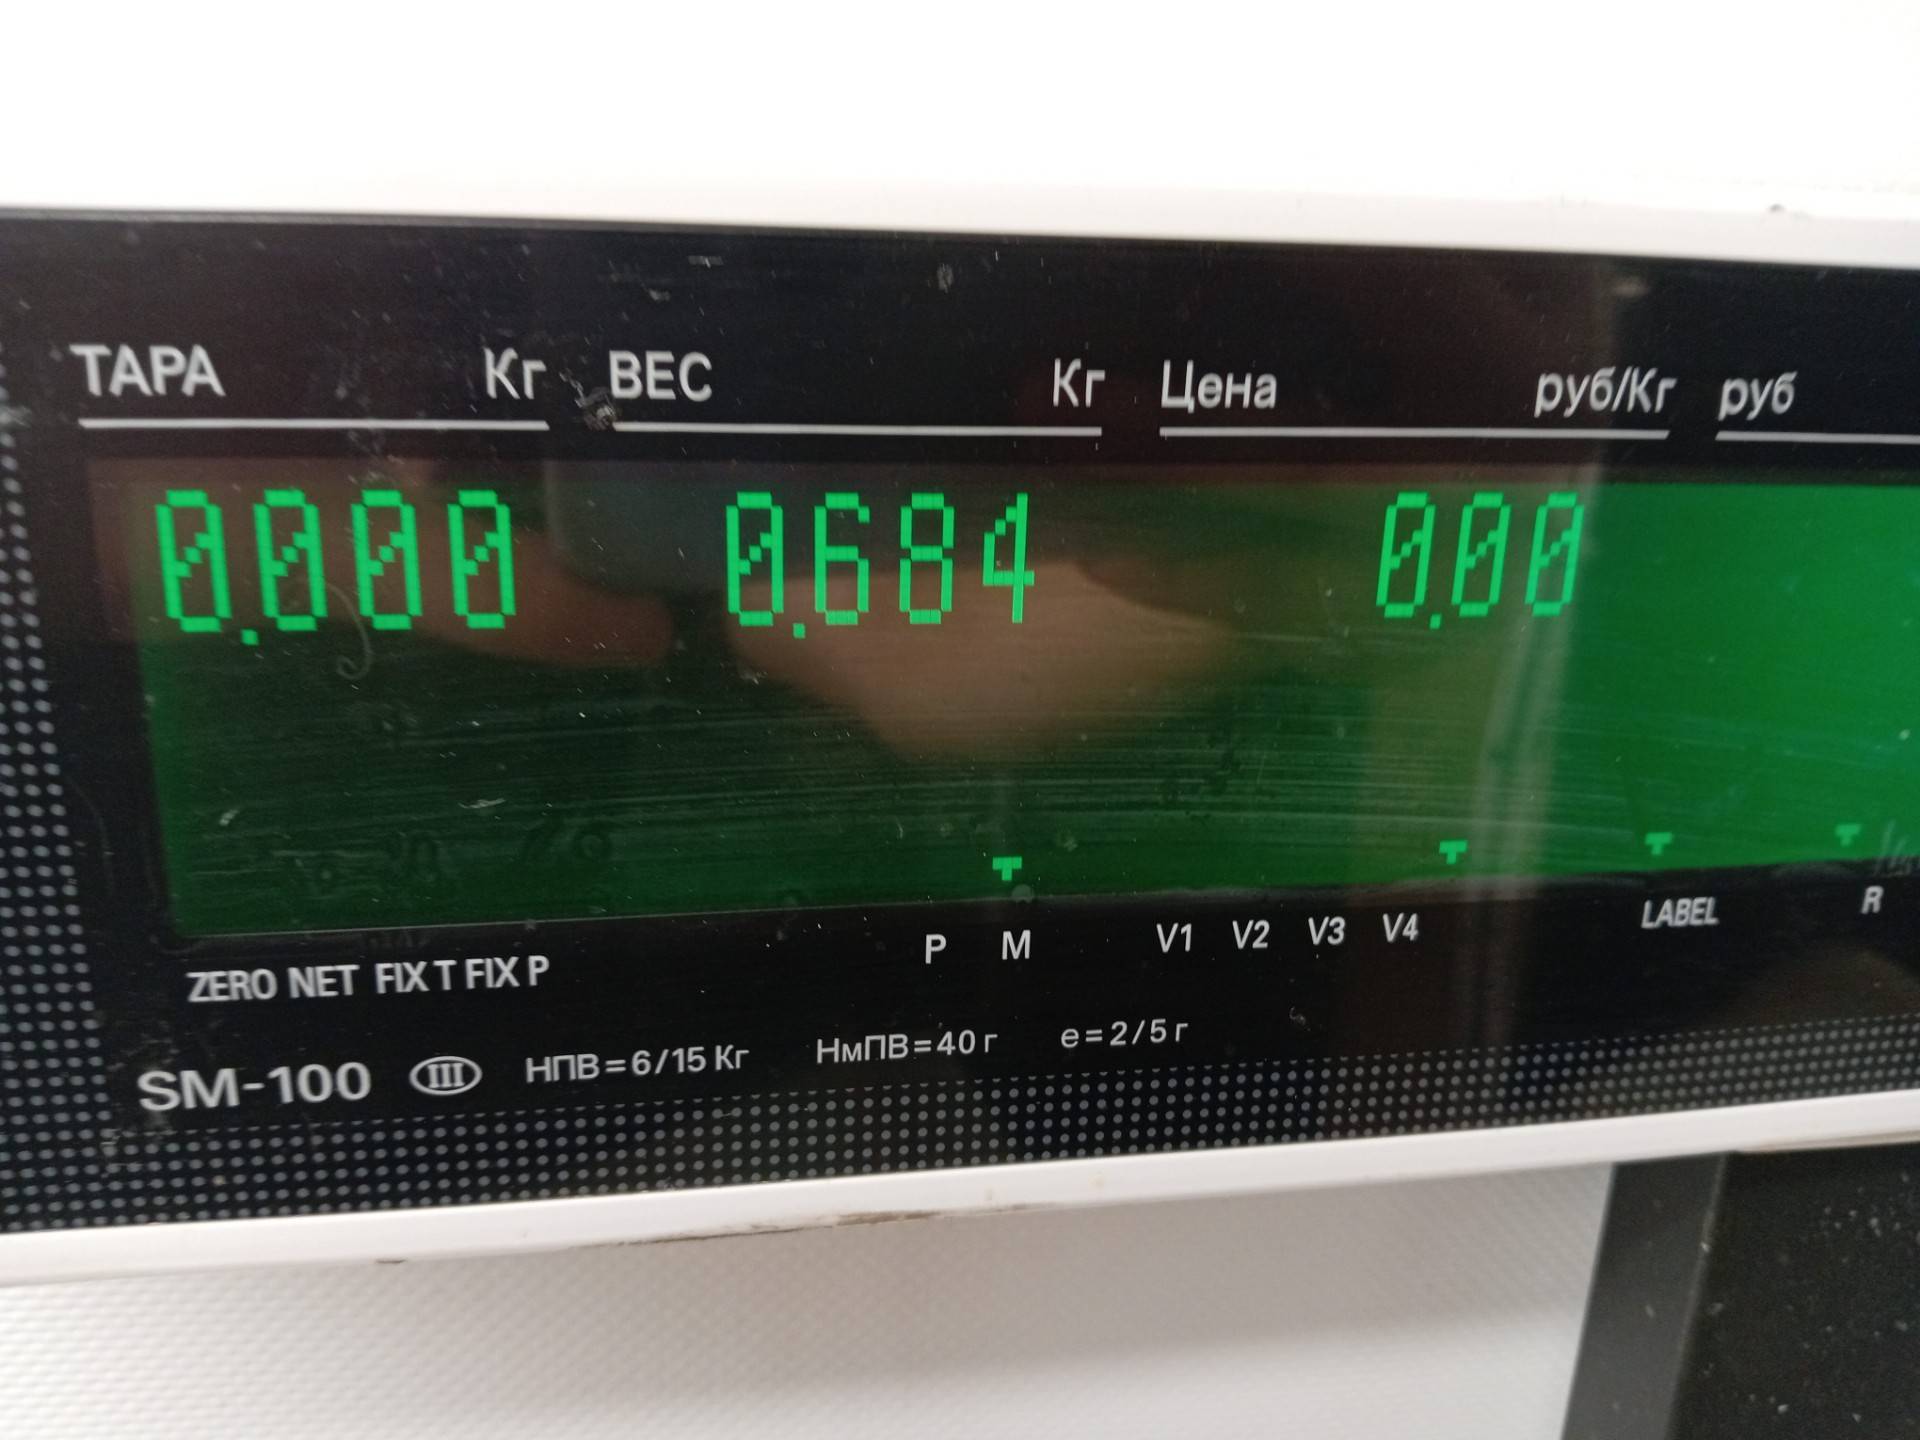 ТАРА Кг ВЕС Кг Цена руб/Кг руб
0.000 0.684 0.00
P M V1 V2 V3 V4 LABEL R
ZERO NET FIX T FIX P
SM-100 III НПВ=6/15 Кг НмПВ=40 г e=2/5 г